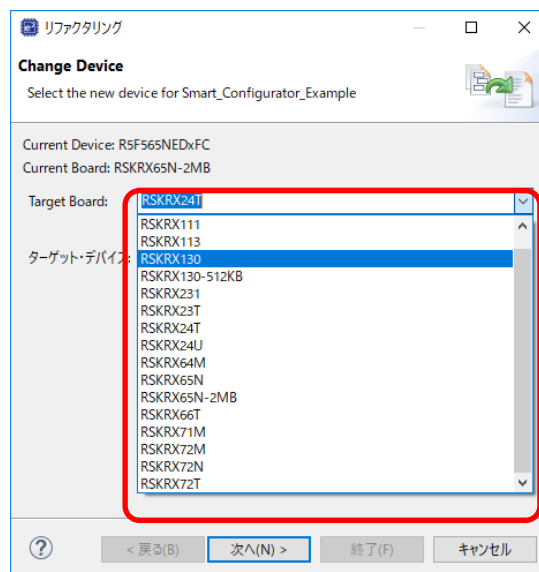 リファクタリング
Change Device
Select the new device for Smart_Configurator_Example
Current Device: R5F565NEDxFC
Current Board: RSKRX65N-2MB
Target Board: RSKRX24T
RSKRX111
RSKRX113
ターゲット・デバイス: RSKRX130
RSKRX130-512KB
RSKRX231
RSKRX23T
RSKRX24T
RSKRX24U
RSKRX64M
RSKRX65N
RSKRX65N-2MB
RSKRX66T
RSKRX71M
RSKRX72M
RSKRX72N
RSKRX72T
? < 戻る(B) 次へ(N) > 終了(F) キャンセル